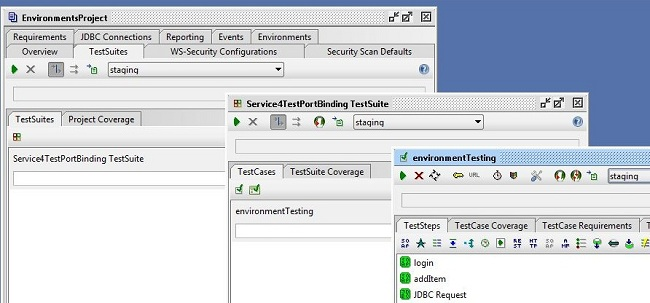 EnvironmentsProject
Requirements JDBC Connections Reporting Events Environments
Overview TestSuites WS-Security Configurations Security Scan Defaults
staging
TestSuites Project Coverage
Service4TestPortBinding TestSuite
Service4TestPortBinding TestSuite
staging
TestCases TestSuite Coverage
environmentTesting
environmentTesting
URL staging
TestSteps TestCase Coverage TestCase Requirements
login
addItem
JDBC Request